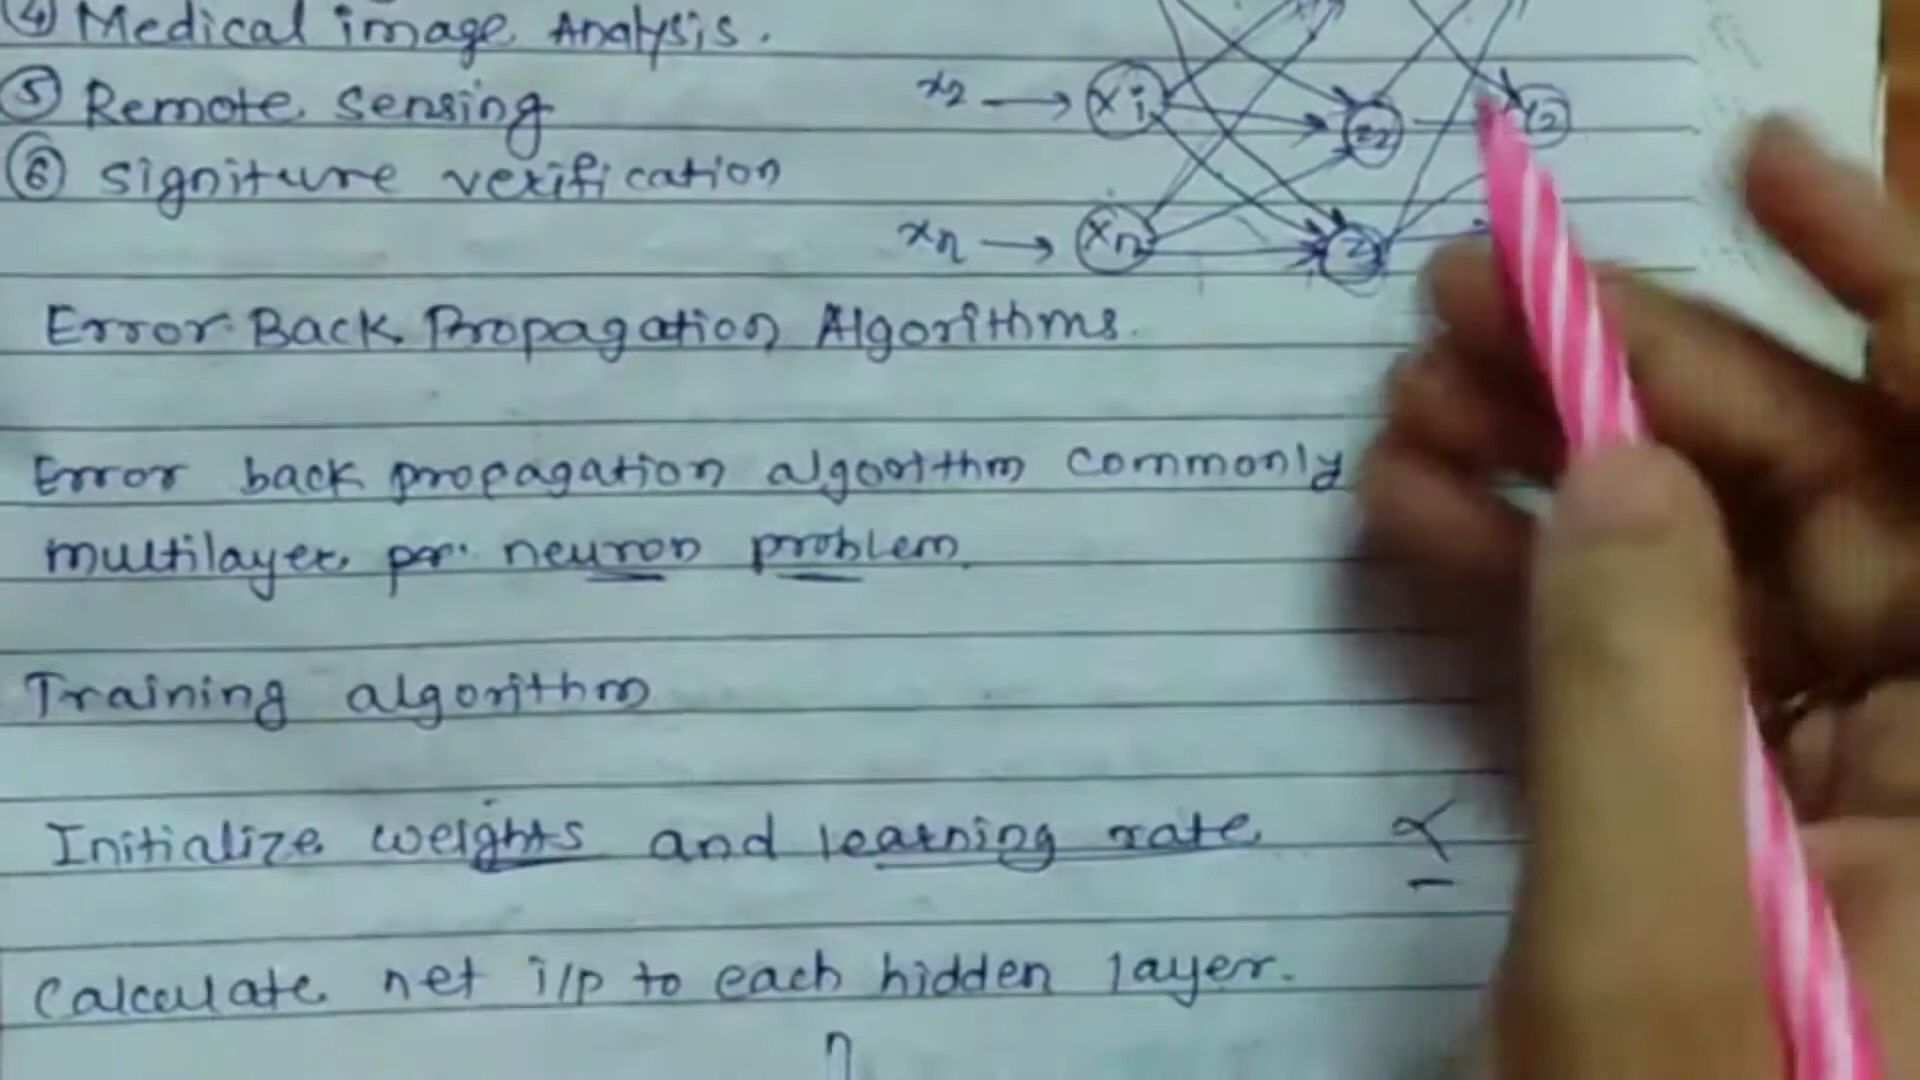 ④ Medical image Analysis.
⑤ Remote sensing
⑥ signiture verification
x2 → Xi z2 Y2
xn → Xn z
Error Back Propagation Algorithms.
Error back propagation algorithm commonly
multilayer per. neuron problem.
Training algorithm
Initialize weights and learning rate α
Calculate net i/p to each hidden layer.
n